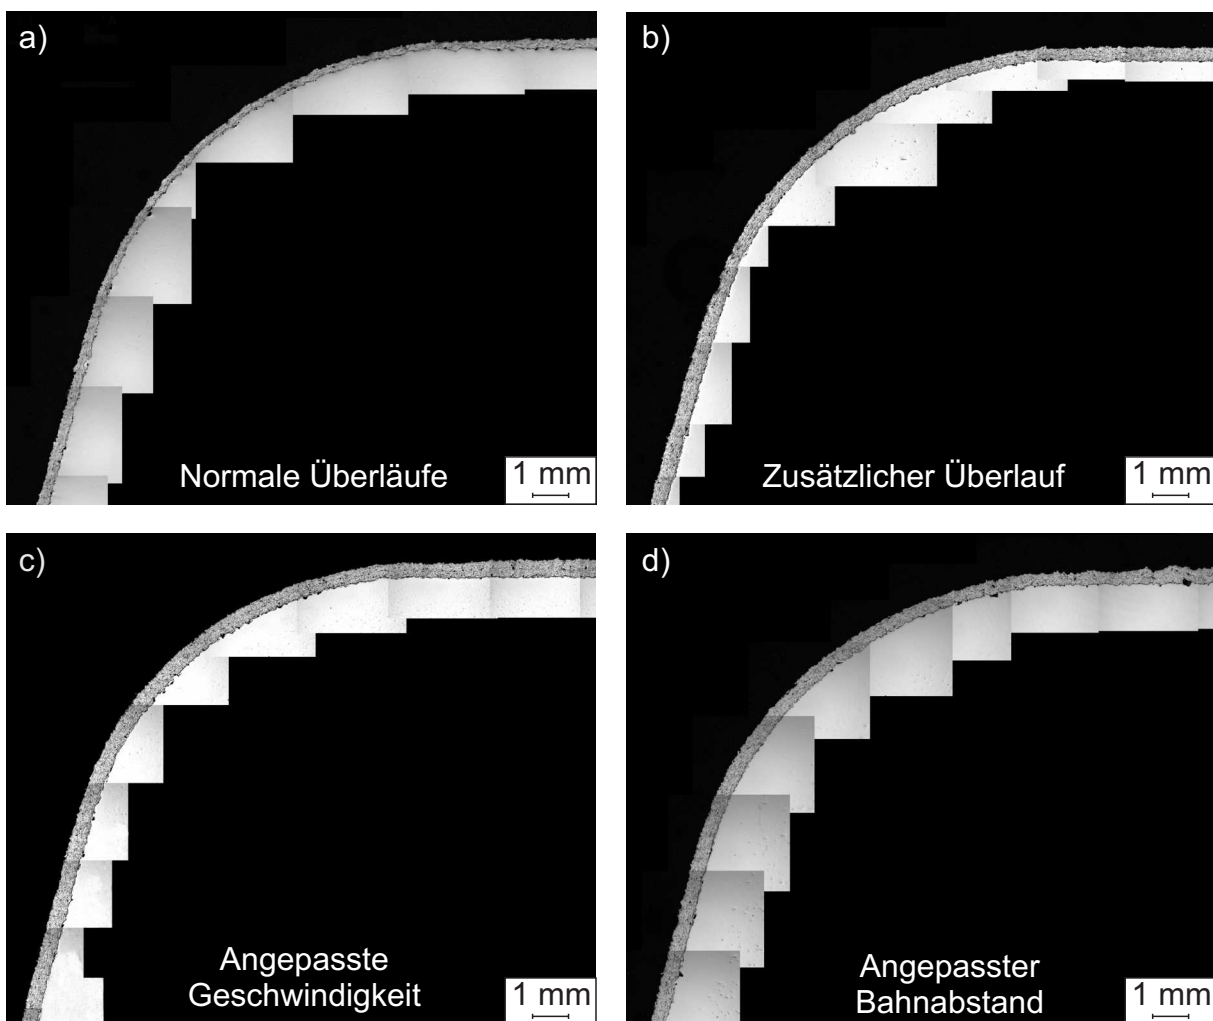 a)
Normale Überläufe
1 mm
b)
Zusätzlicher Überlauf
1 mm
c)
Angepasste
Geschwindigkeit
1 mm
d)
Angepasster
Bahnabstand
1 mm